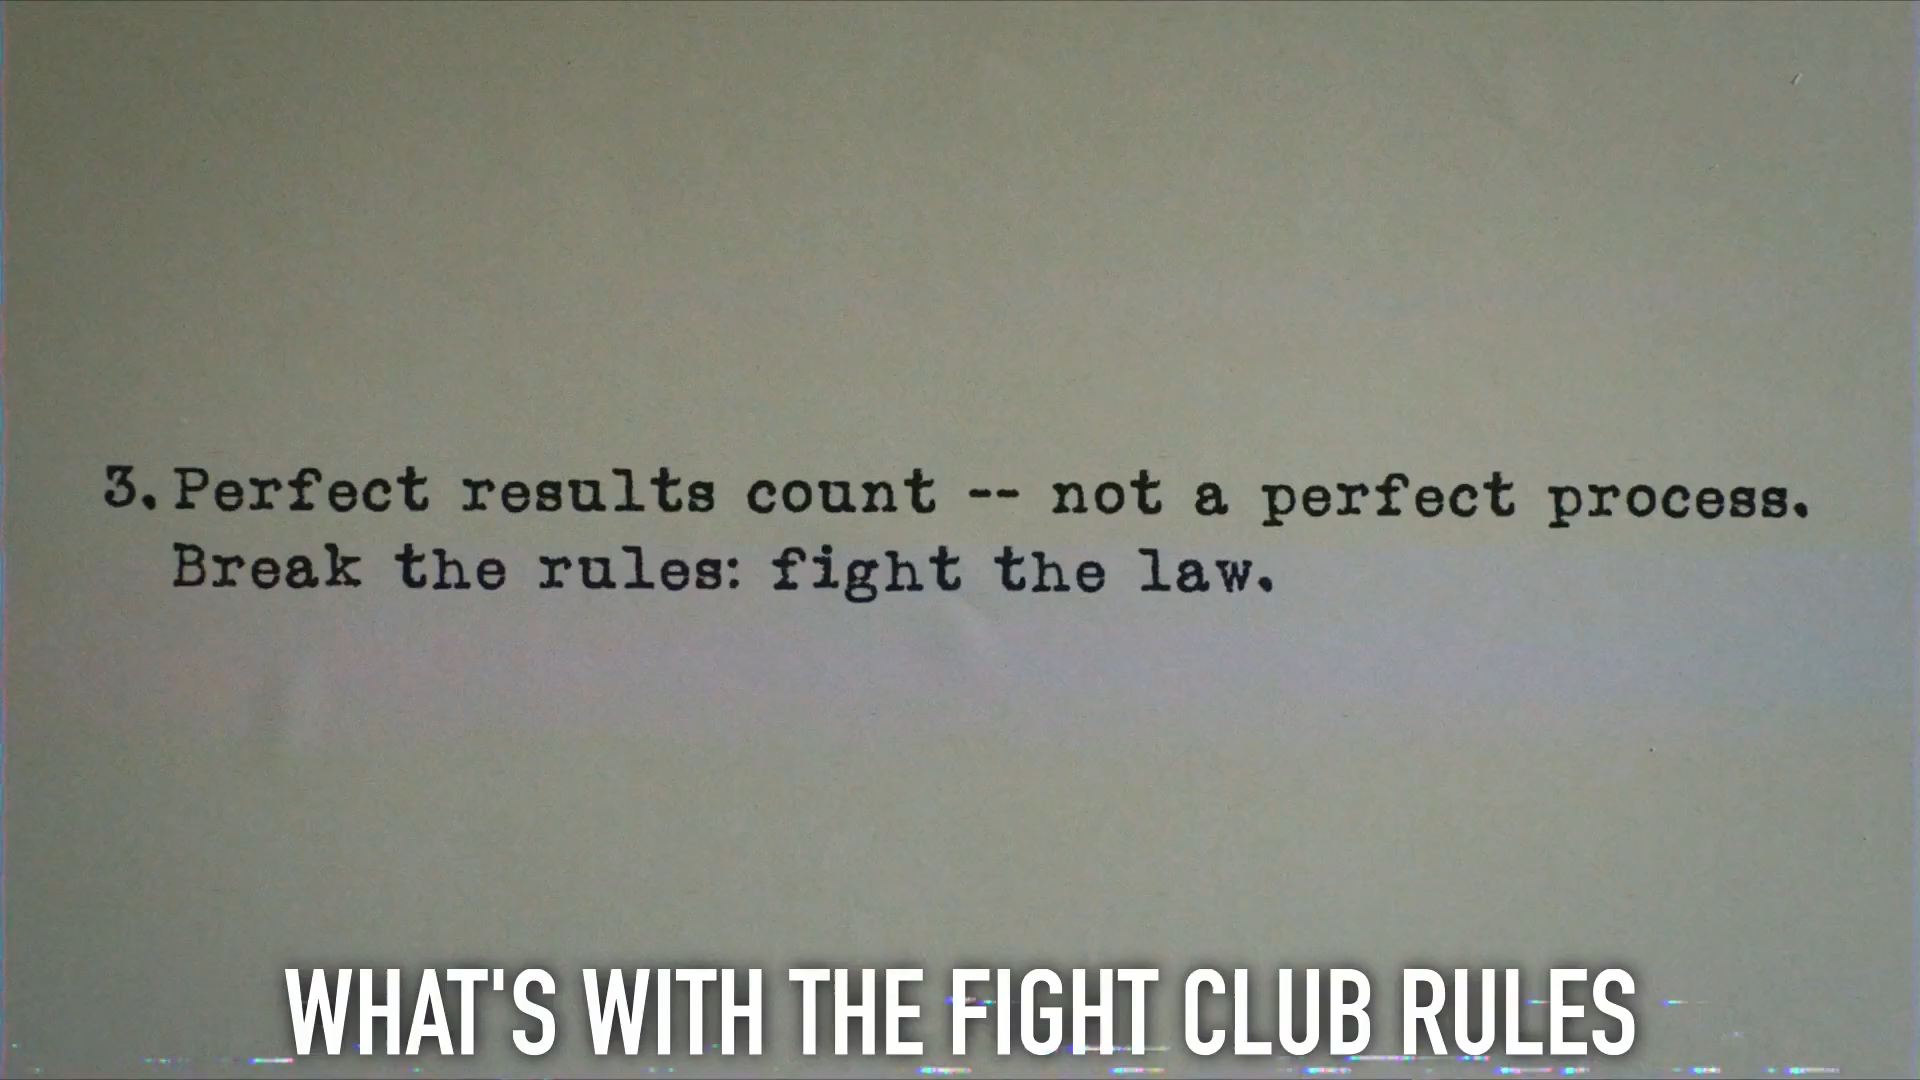 3. Perfect results count -- not a perfect process.
Break the rules: fight the law.
WHAT'S WITH THE FIGHT CLUB RULES